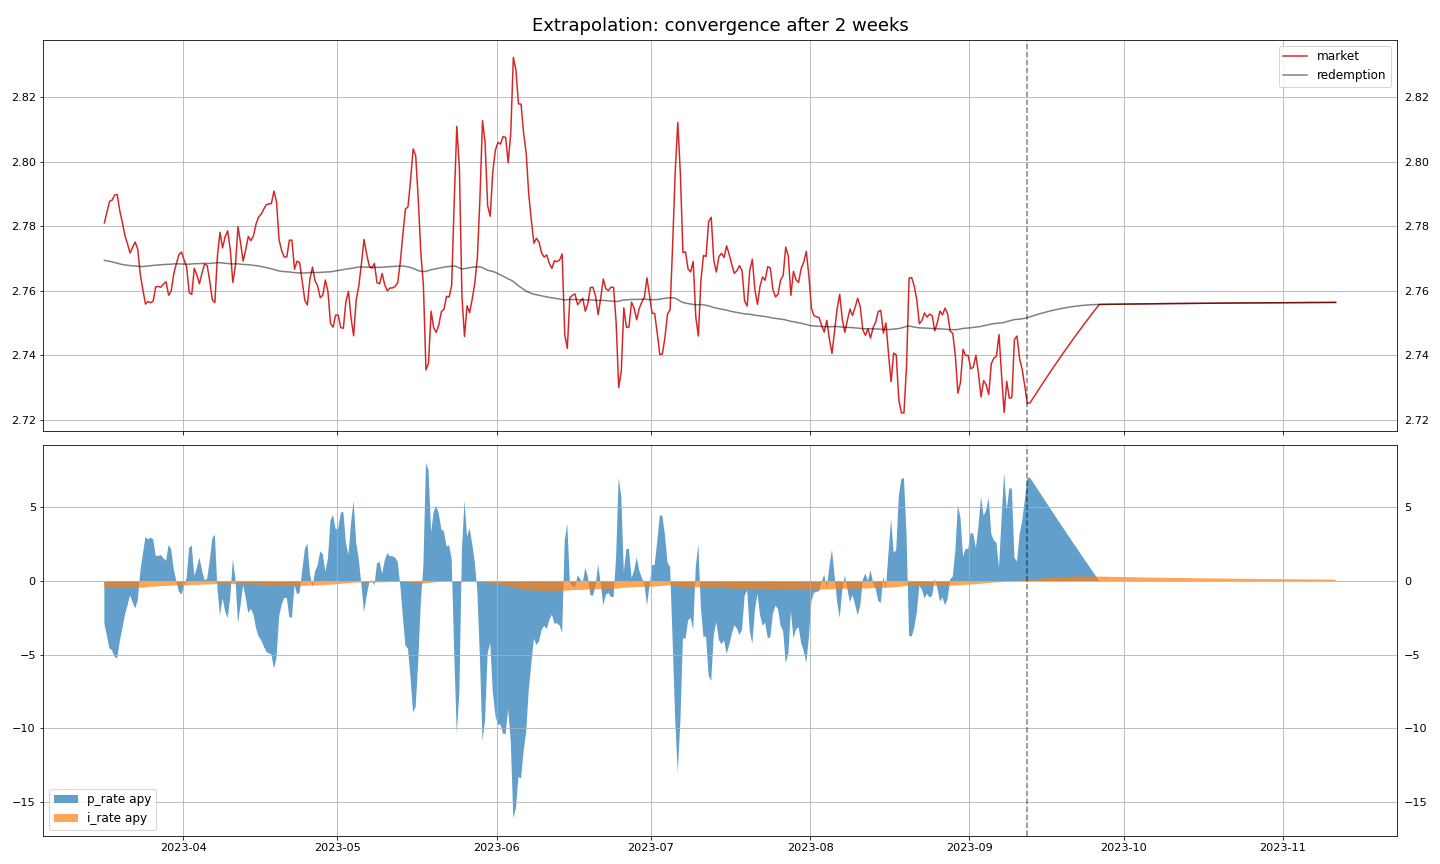 Extrapolation: convergence after 2 weeks
market
redemption
2.82 2.82
2.80 2.80
2.78 2.78
2.76 2.76
2.74 2.74
2.72 2.72
5 5
0 0
−5 −5
−10 −10
−15 −15
p_rate apy
i_rate apy
2023-04 2023-05 2023-06 2023-07 2023-08 2023-09 2023-10 2023-11